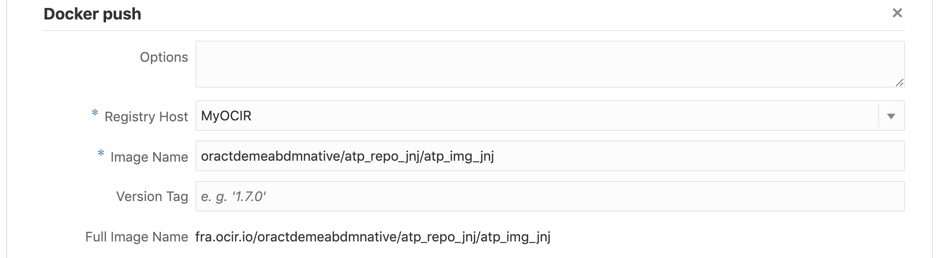 Docker push
Options
* Registry Host MyOCIR
* Image Name oractdemeabdmnative/atp_repo_jnj/atp_img_jnj
Version Tag e. g. '1.7.0'
Full Image Name fra.ocir.io/oractdemeabdmnative/atp_repo_jnj/atp_img_jnj